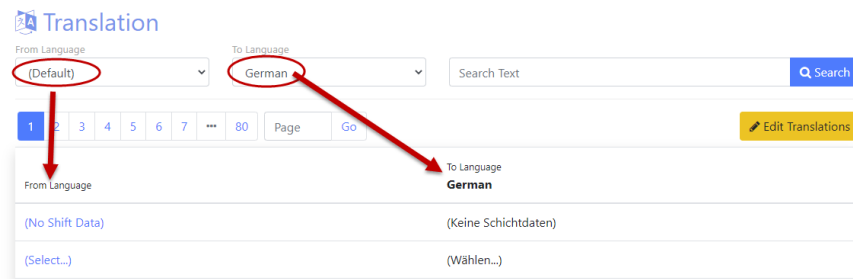 Translation
From Language To Language
(Default) German Search Text Search
1 2 3 4 5 6 7 ••• 80 Page Go Edit Translations
To Language
From Language German
(No Shift Data) (Keine Schichtdaten)
(Select...) (Wählen...)